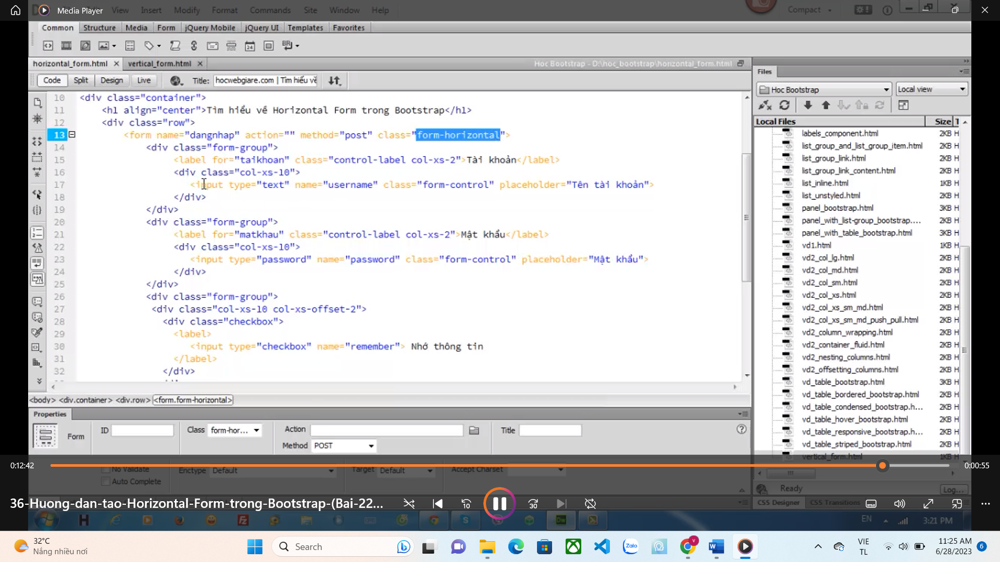 Media Player
View Insert Modify Format Commands Site Window Help
Compact
Common Structure Media Form jQuery Mobile jQuery UI Templates Favorites
horizontal_form.html
vertical_form.html
Hoc Bootstrap - D:\hoc_bootstrap\horizontal_form.html
Code Split Design Live
Title: hocwebgiare.com | Tìm hiểu về
10 <div class="container">
11 <h1 align="center">Tìm hiểu về Horizontal Form trong Bootstrap</h1>
12 <div class="row">
13 <form name="dangnhap" action="" method="post" class="form-horizontal">
14 <div class="form-group">
15 <label for="taikhoan" class="control-label col-xs-2">Tài khoản</label>
16 <div class="col-xs-10">
17 <input type="text" name="username" class="form-control" placeholder="Tên tài khoản">
18 </div>
19 </div>
20 <div class="form-group">
21 <label for="matkhau" class="control-label col-xs-2">Mật khẩu</label>
22 <div class="col-xs-10">
23 <input type="password" name="password" class="form-control" placeholder="Mật khẩu">
24 </div>
25 </div>
26 <div class="form-group">
27 <div class="col-xs-10 col-xs-offset-2">
28 <div class="checkbox">
29 <label>
30 <input type="checkbox" name="remember"> Nhớ thông tin
31 </label>
32 </div>
<body> <div.container> <div.row> <form.form-horizontal>
Properties
Form
ID
Class form-hor...
Action
Title
Method POST
No Validate
Auto Complete
Enctype Default
Target Default
Accept Charset
Files
Hoc Bootstrap
Local view
Local Files Size T
labels_component.html 2KB H
list_group_and_list_group_item.html 2KB H
list_group_link.html 2KB H
list_group_link_content.html 2KB H
list_inline.html 1KB H
list_unstyled.html 2KB H
panel_bootstrap.html 3KB H
panel_with_list-group_bootstrap.... 2KB H
panel_with_table_bootstrap.html 3KB H
vd1.html 1KB H
vd2_col_lg.html 2KB H
vd2_col_md.html 2KB H
vd2_col_sm.html 2KB H
vd2_col_xs.html 2KB H
vd2_col_xs_sm_md.html 2KB H
vd2_col_xs_sm_md_push_pull.html 2KB H
vd2_column_wrapping.html 2KB H
vd2_container_fluid.html 2KB H
vd2_nesting_columns.html 2KB H
vd2_offsetting_columns.html 2KB H
vd_table_bootstrap.html 3KB H
vd_table_bordered_bootstrap.html 2KB H
vd_table_condensed_bootstrap.h... 2KB H
vd_table_hover_bootstrap.html 2KB H
vd_table_responsive_bootstrap.h... 2KB H
vd_table_striped_bootstrap.html 2KB H
vertical_form.html 1KB H
Ready
Log...
CSS Designer CSS Transitions
0:12:42
0:00:55
36-Huong-dan-tao-Horizontal-Form-trong-Bootstrap-(Bai-22...
10
30
EN
3:21 PM
32°C
Nắng nhiều nơi
Search
Zalo
VIE
TL
11:25 AM
6/28/2023
6